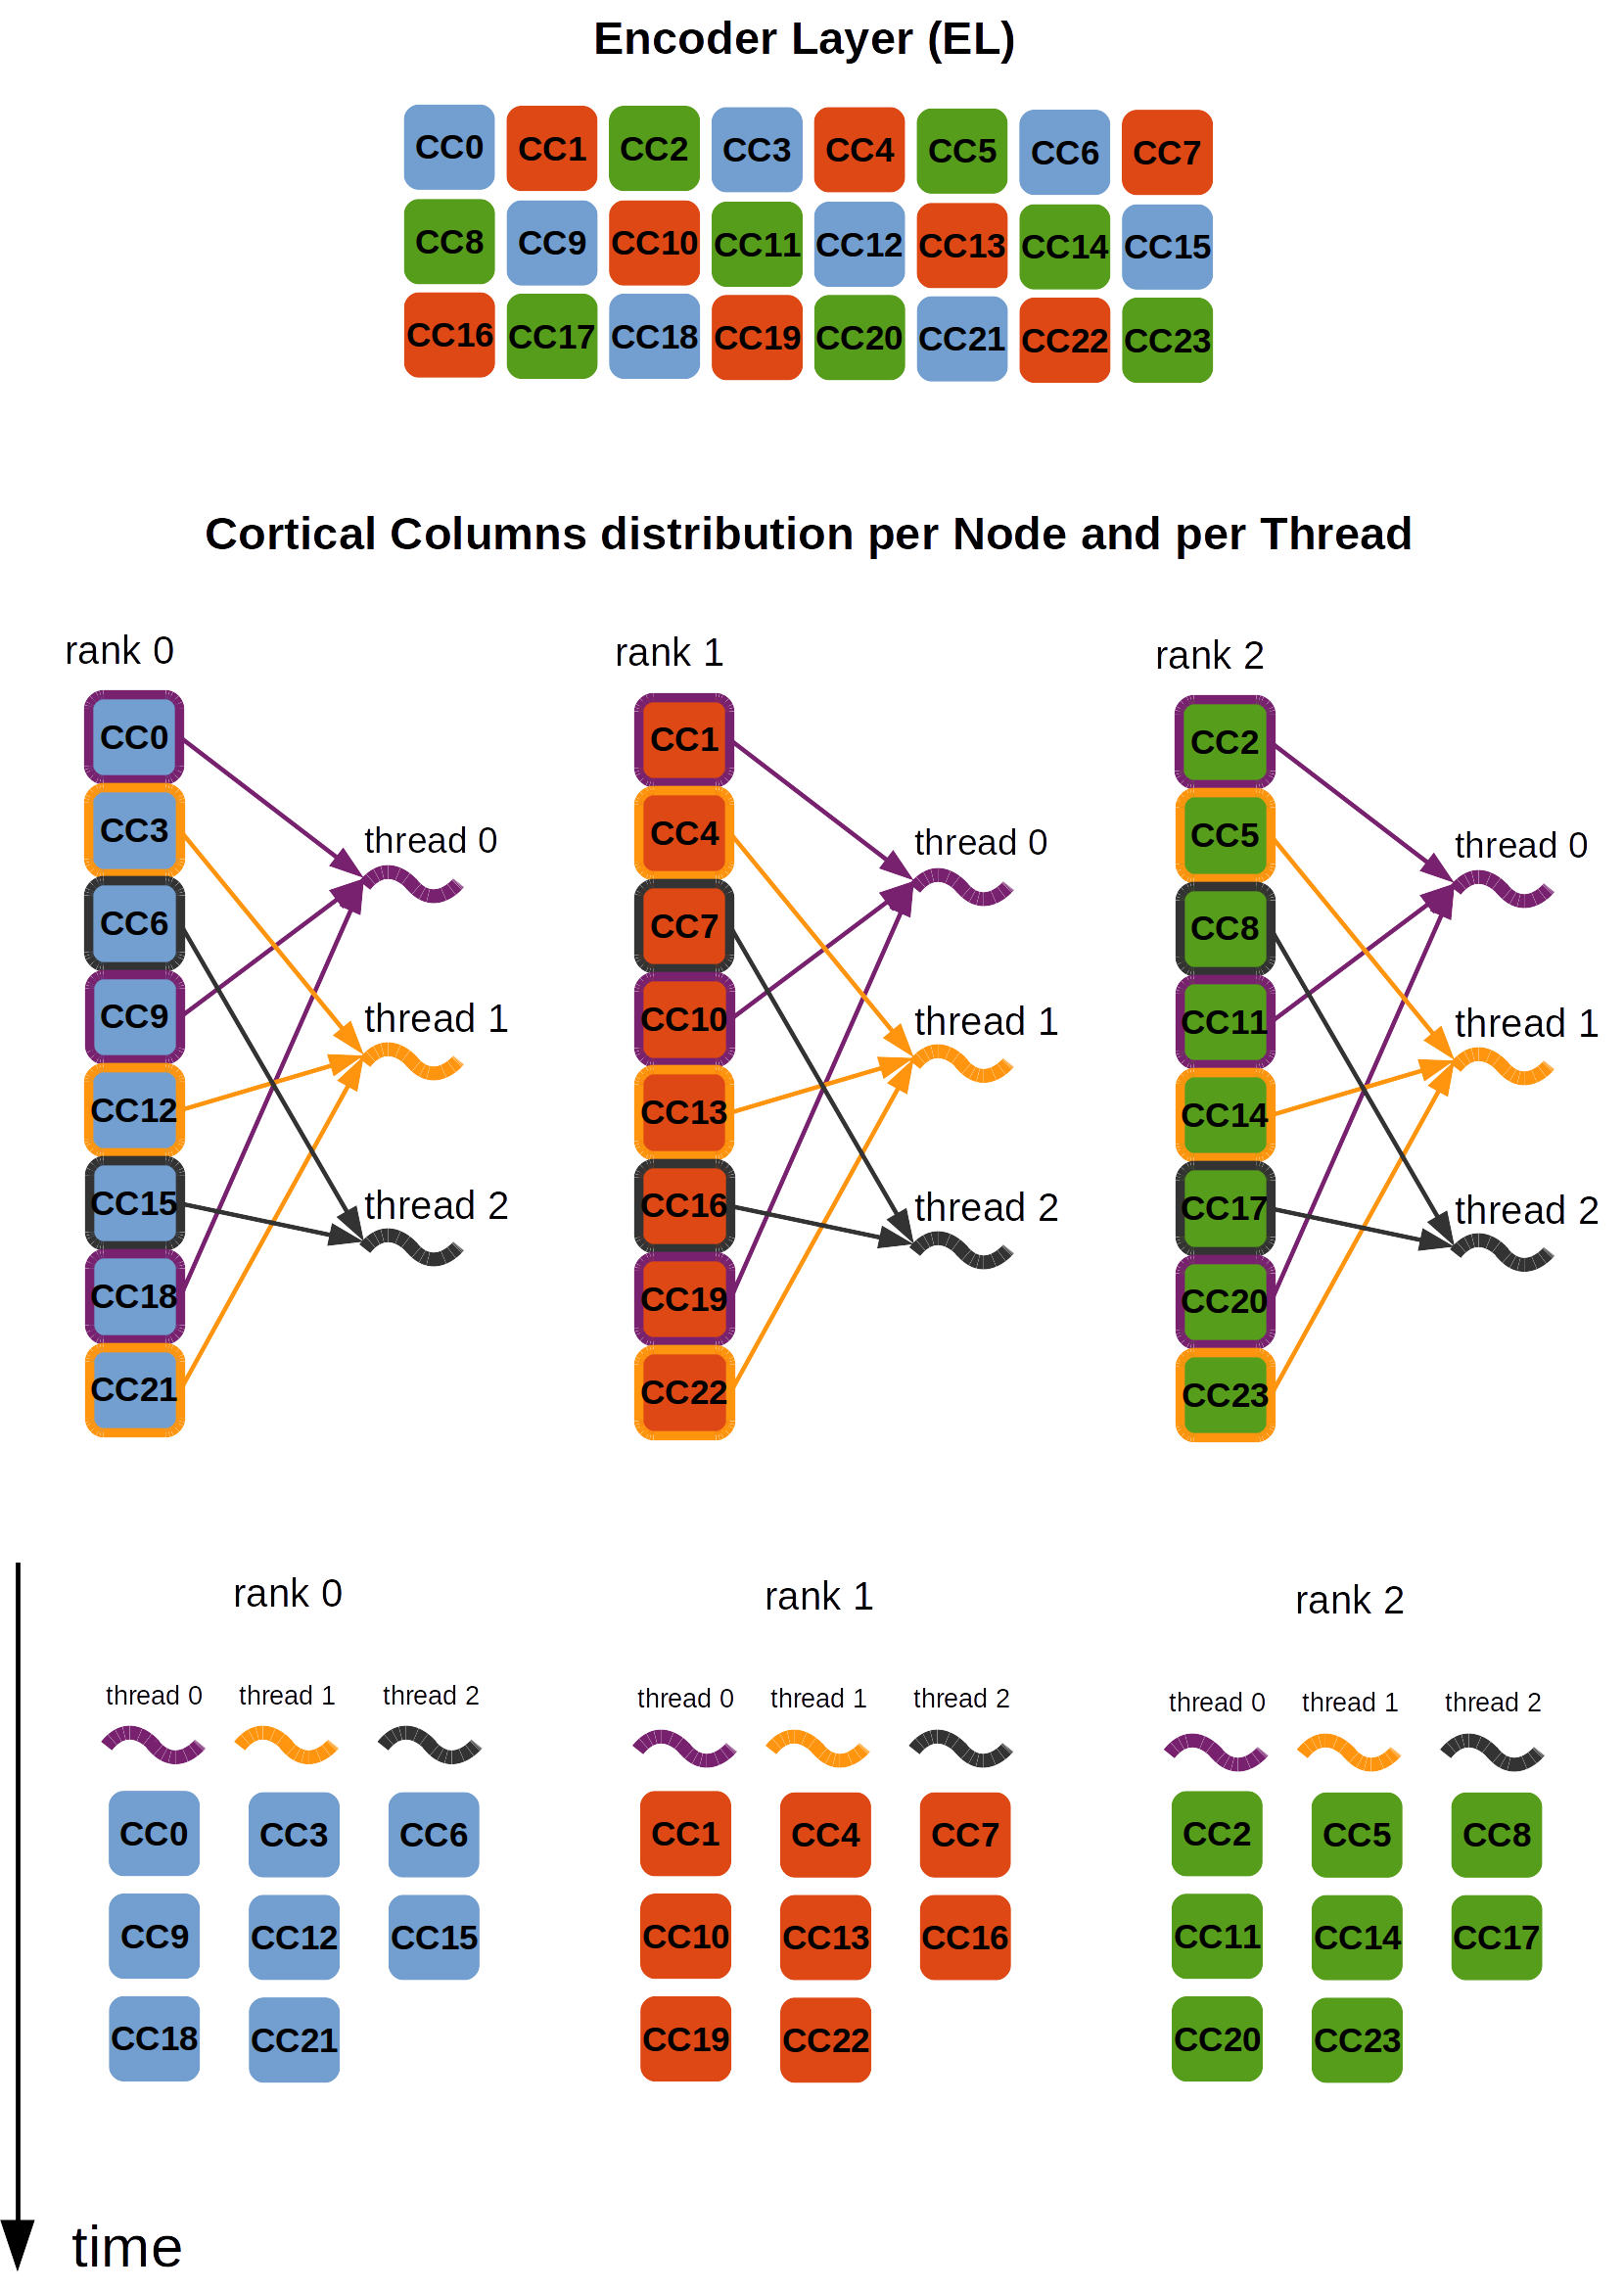 Encoder Layer (EL)
CC0 CC1 CC2 CC3 CC4 CC5 CC6 CC7
CC8 CC9 CC10 CC11 CC12 CC13 CC14 CC15
CC16 CC17 CC18 CC19 CC20 CC21 CC22 CC23
Cortical Columns distribution per Node and per Thread
rank 0
CC0
CC3
CC6
CC9
CC12
CC15
CC18
CC21
thread 0
thread 1
thread 2
rank 1
CC1
CC4
CC7
CC10
CC13
CC16
CC19
CC22
thread 0
thread 1
thread 2
rank 2
CC2
CC5
CC8
CC11
CC14
CC17
CC20
CC23
thread 0
thread 1
thread 2
rank 0
thread 0 thread 1 thread 2
CC0 CC3 CC6
CC9 CC12 CC15
CC18 CC21
rank 1
thread 0 thread 1 thread 2
CC1 CC4 CC7
CC10 CC13 CC16
CC19 CC22
rank 2
thread 0 thread 1 thread 2
CC2 CC5 CC8
CC11 CC14 CC17
CC20 CC23
time